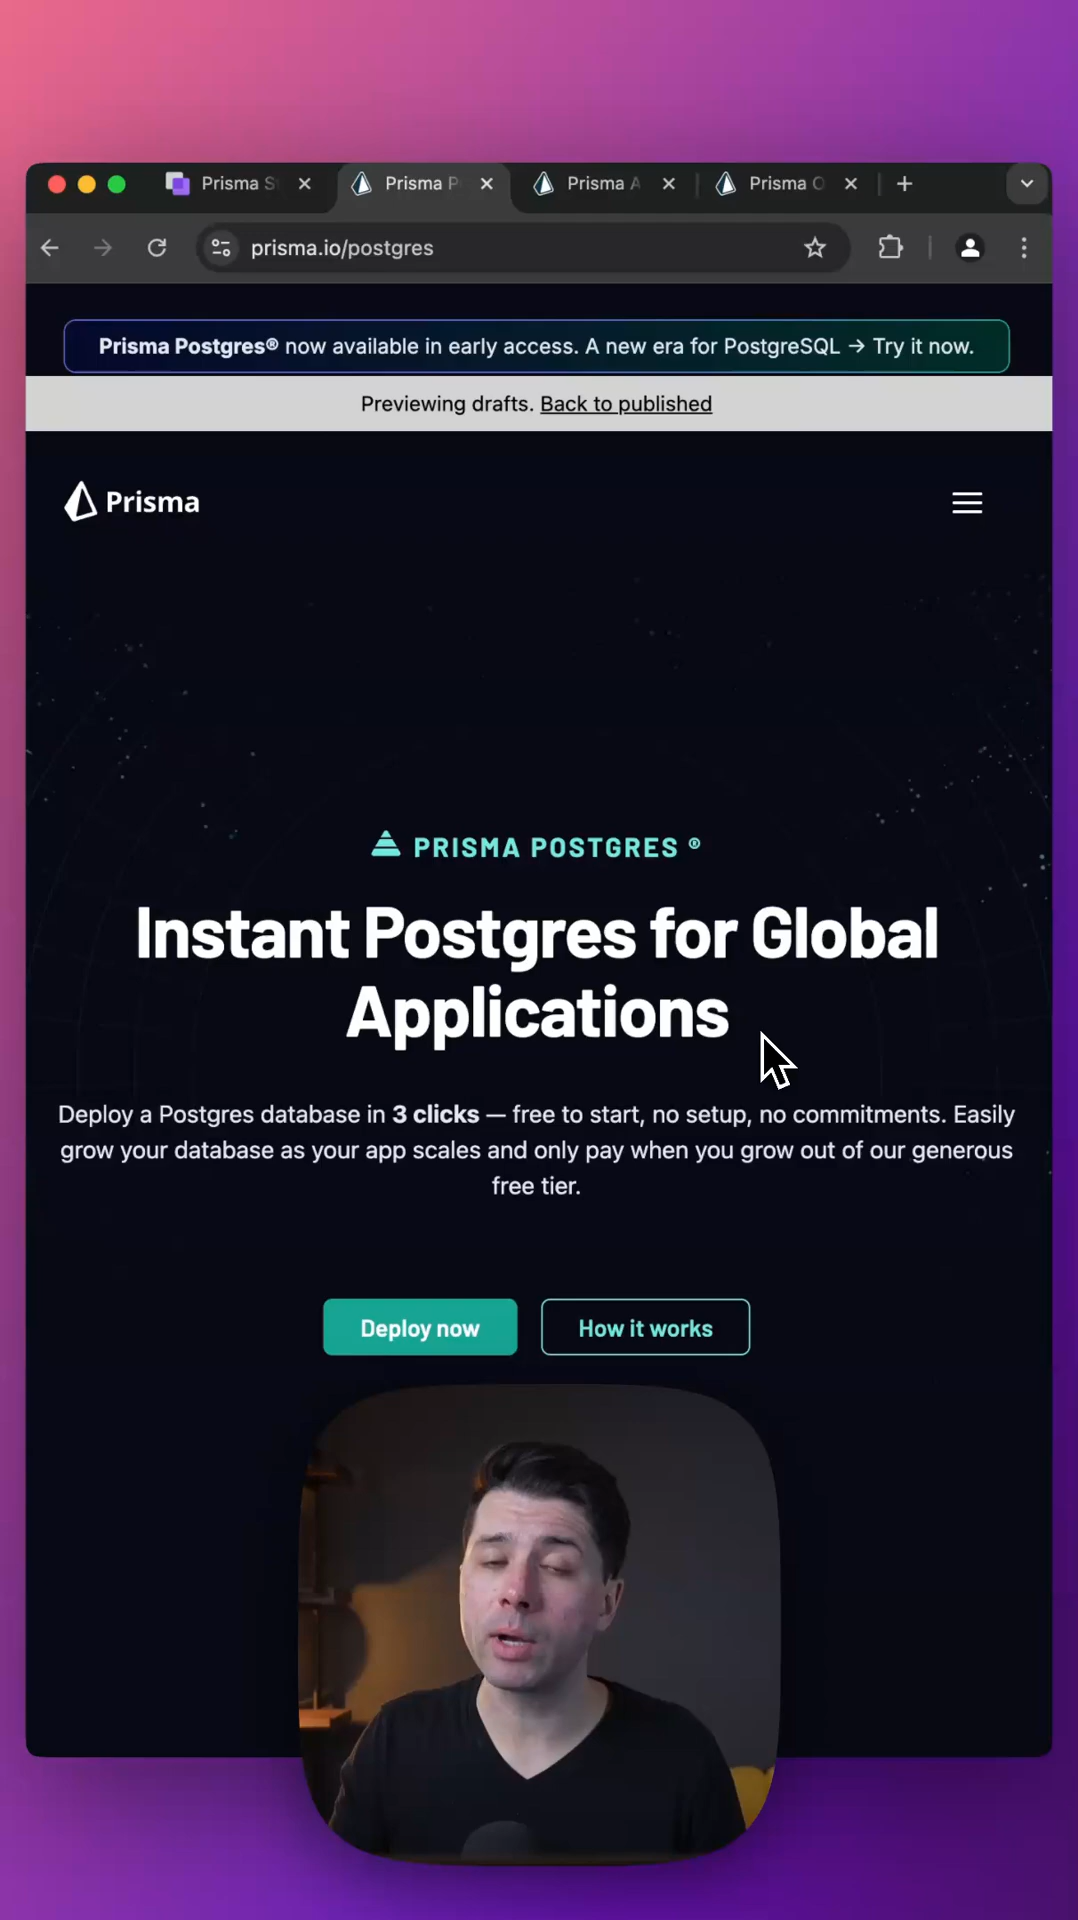 Prisma S
Prisma P
Prisma A
Prisma O
prisma.io/postgres
Prisma Postgres® now available in early access. A new era for PostgreSQL → Try it now.
Previewing drafts. Back to published
Prisma
PRISMA POSTGRES ®
Instant Postgres for Global
Applications
Deploy a Postgres database in 3 clicks — free to start, no setup, no commitments. Easily
grow your database as your app scales and only pay when you grow out of our generous
free tier.
Deploy now
How it works